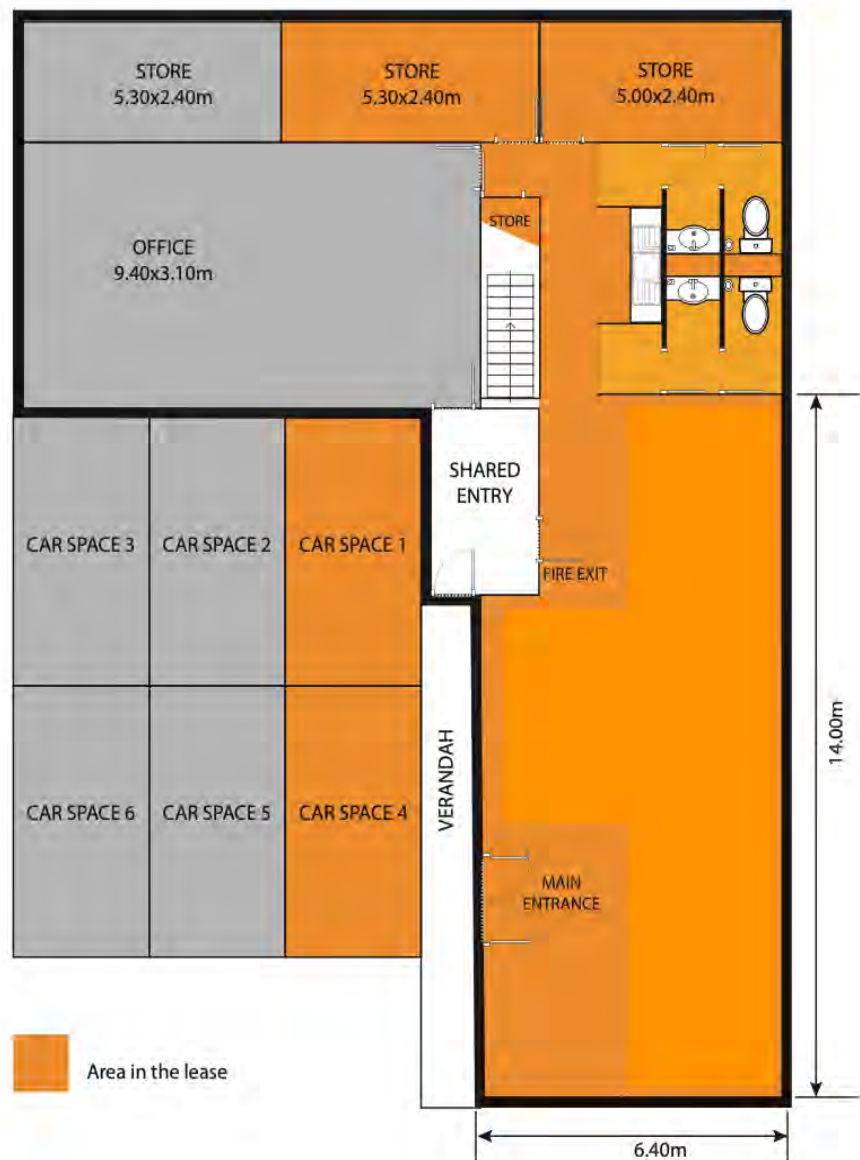 STORE
5.30x2.40m
STORE
5.30x2.40m
STORE
5.00x2.40m
STORE
OFFICE
9.40x3.10m
SHARED
ENTRY
CAR SPACE 3
CAR SPACE 2
CAR SPACE 1
FIRE EXIT
14.00m
VERANDAH
CAR SPACE 6
CAR SPACE 5
CAR SPACE 4
MAIN
ENTRANCE
Area in the lease
6.40m